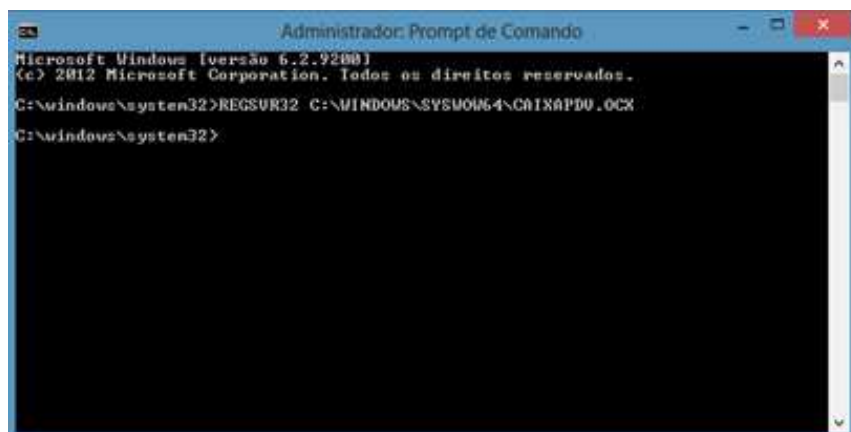 Administrador: Prompt de Comando
Microsoft Windows [versão 6.2.9200]
(c) 2012 Microsoft Corporation. Todos os direitos reservados.
C:\windows\system32>REGSVR32 C:\WINDOWS\SYSWOW64\CAIXAPDV.OCX
C:\windows\system32>